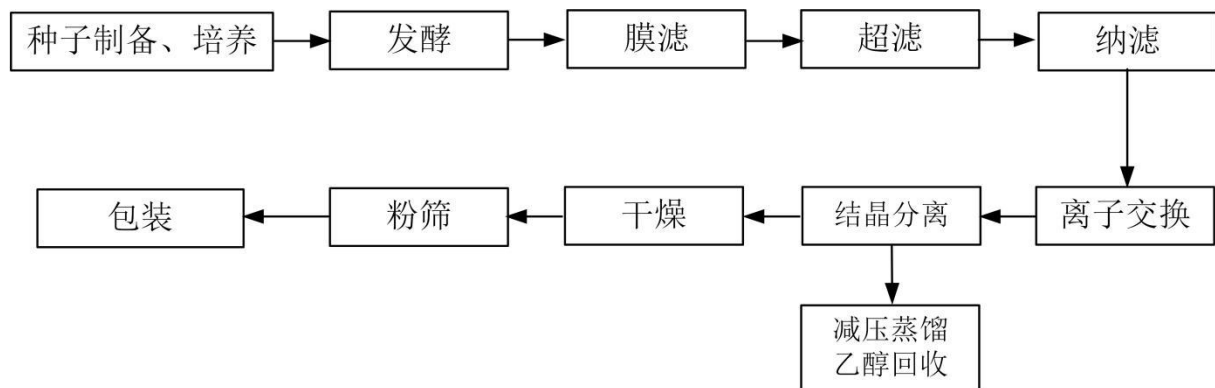 种子制备、培养
发酵
膜滤
超滤
纳滤
包装
粉筛
干燥
结晶分离
离子交换
减压蒸馏
乙醇回收